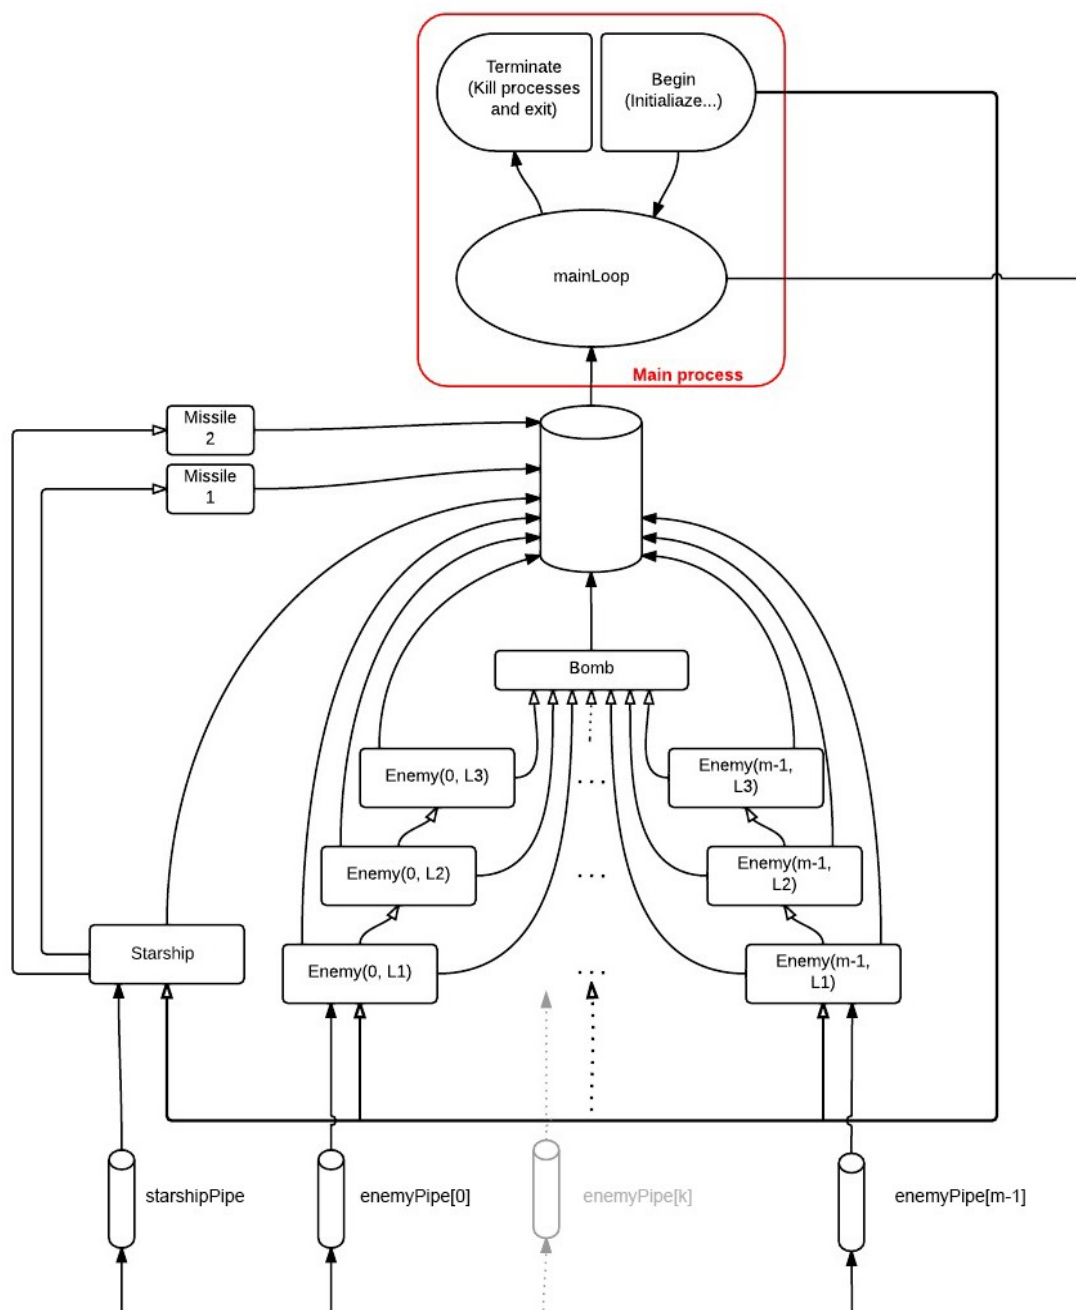 Terminate
(Kill processes
and exit)
Begin
(Initialiaze...)
mainLoop
Main process
Missile
2
Missile
1
Bomb
Enemy(0, L3)
...
Enemy(m-1,
L3)
Enemy(0, L2)
...
Enemy(m-1,
L2)
Starship
Enemy(0, L1)
...
Enemy(m-1,
L1)
starshipPipe
enemyPipe[0]
enemyPipe[k]
enemyPipe[m-1]